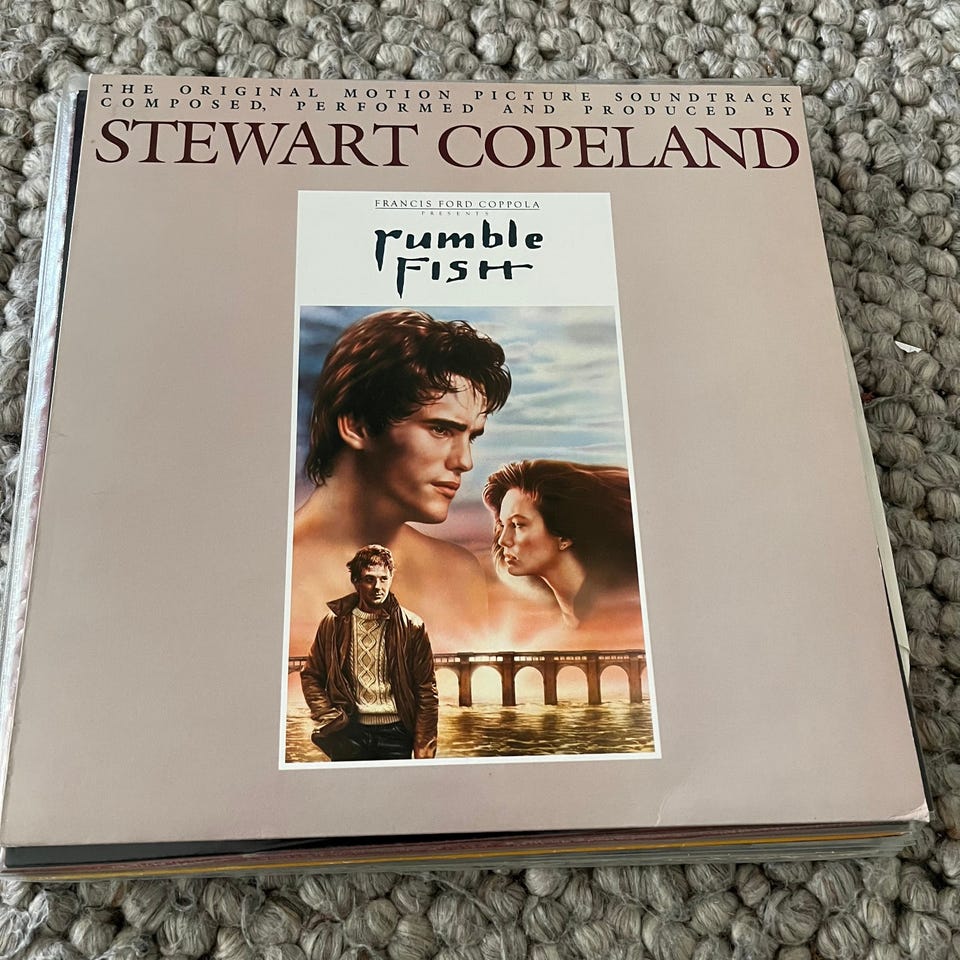 THE ORIGINAL MOTION PICTURE SOUNDTRACK
COMPOSED, PERFORMED AND PRODUCED BY
STEWART COPELAND
FRANCIS FORD COPPOLA
PRESENTS
rumble
FISH